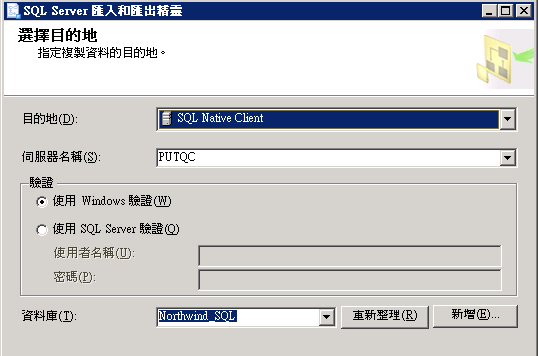 SQL Server 匯入和匯出精靈
選擇目的地
指定複製資料的目的地。
目的地(D): SQL Native Client
伺服器名稱(S): PUTQC
驗證
使用 Windows 驗證(W)
使用 SQL Server 驗證(Q)
使用者名稱(U):
密碼(P):
資料庫(T): Northwind_SQL 重新整理(R) 新增(E)...